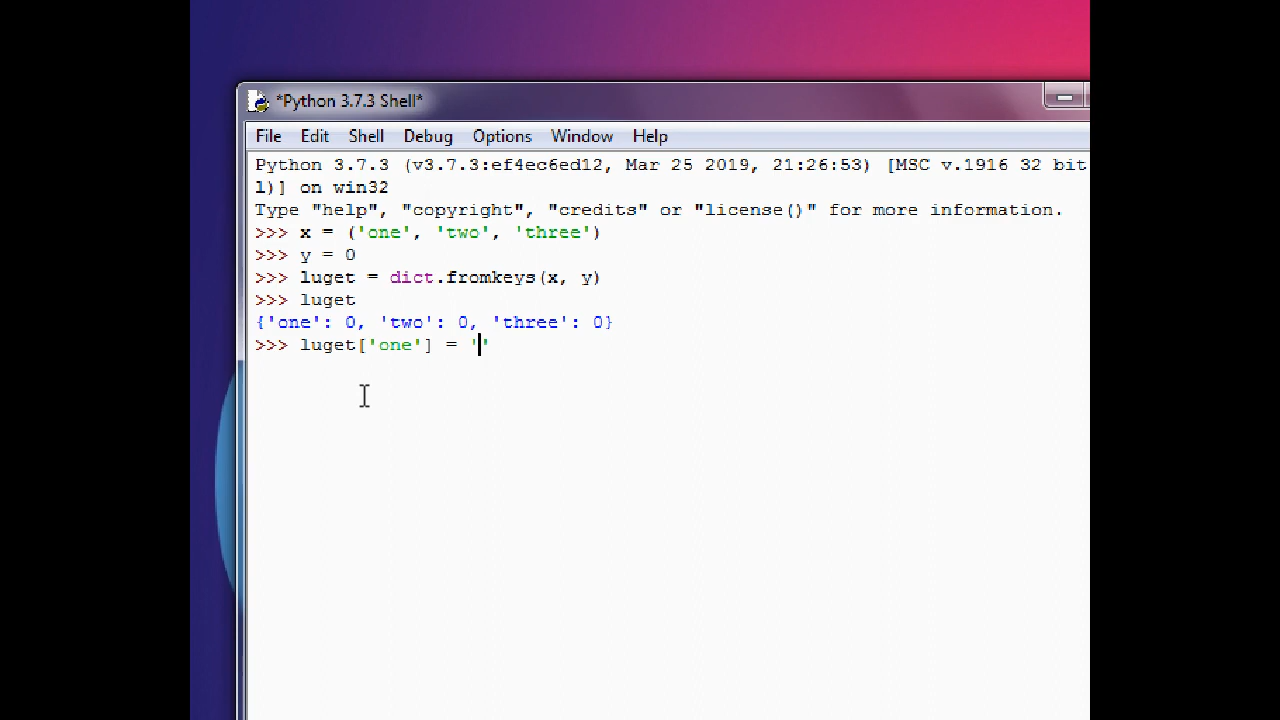 *Python 3.7.3 Shell*
File Edit Shell Debug Options Window Help
Python 3.7.3 (v3.7.3:ef4ec6ed12, Mar 25 2019, 21:26:53) [MSC v.1916 32 bit
l)] on win32
Type "help", "copyright", "credits" or "license()" for more information.
>>> x = ('one', 'two', 'three')
>>> y = 0
>>> luget = dict.fromkeys(x, y)
>>> luget
{'one': 0, 'two': 0, 'three': 0}
>>> luget['one'] = ''